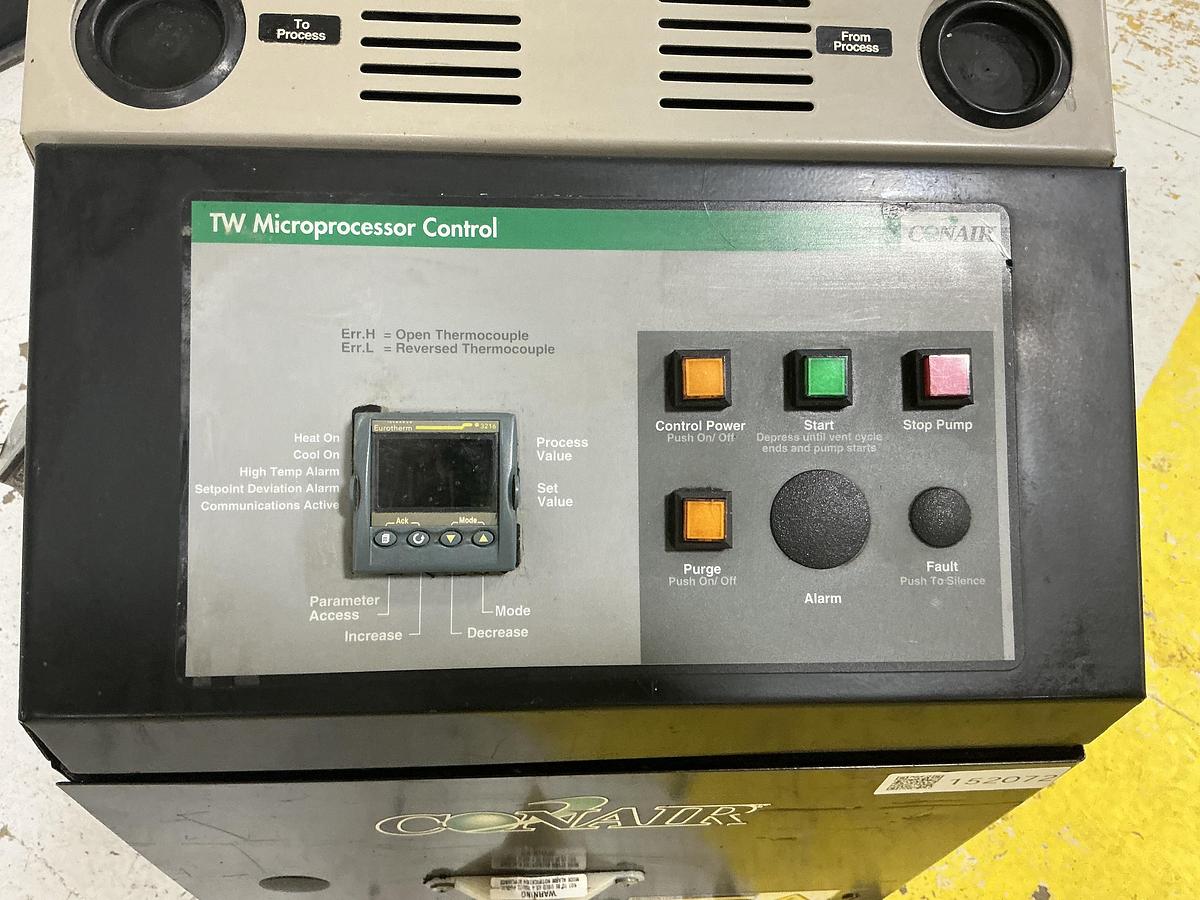 To
Process
From
Process
TW Microprocessor Control
CONAIR
Err.H = Open Thermocouple
Err.L = Reversed Thermocouple
Heat On
Cool On
High Temp Alarm
Setpoint Deviation Alarm
Communications Active
Eurotherm
3216
Ack
Mode
Process
Value
Set
Value
Parameter
Access
Increase
Mode
Decrease
Control Power
Push On/ Off
Start
Depress until vent cycle
ends and pump starts
Stop Pump
Purge
Push On/ Off
Alarm
Fault
Push To Silence
152072
CONAIR
WARNING